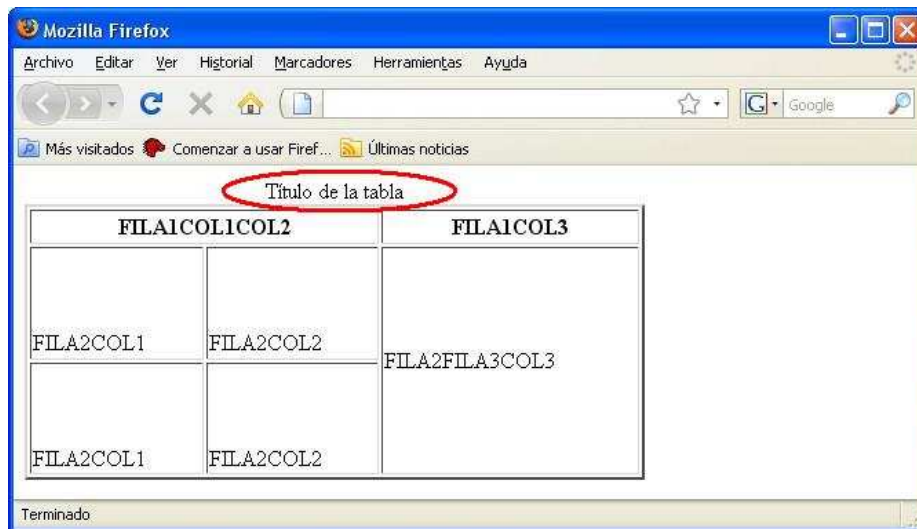 Mozilla Firefox
Archivo Editar Ver Historial Marcadores Herramientas Ayuda
Google
Más visitados Comenzar a usar Firef... Últimas noticias
Título de la tabla
FILA1COL1COL2 FILA1COL3
FILA2COL1 FILA2COL2 FILA2FILA3COL3
FILA2COL1 FILA2COL2
Terminado